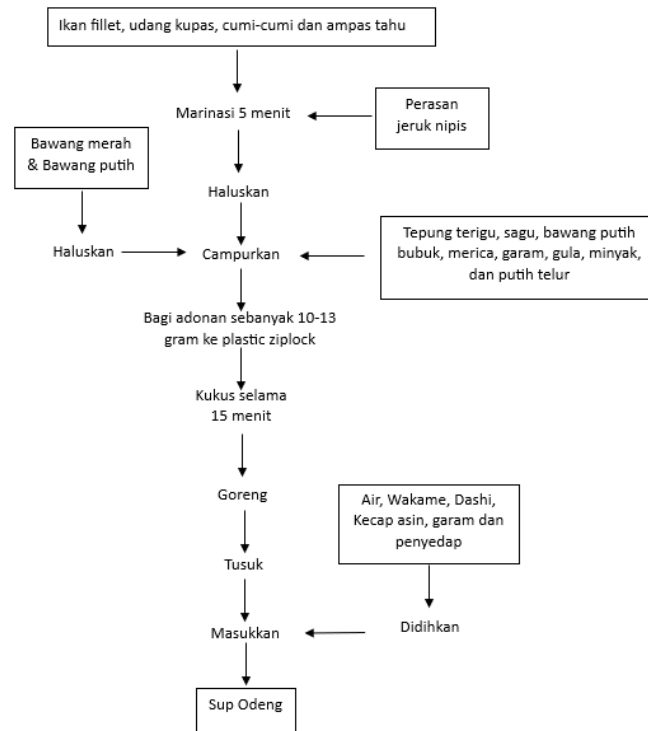 Ikan fillet, udang kupas, cumi-cumi dan ampas tahu
Marinasi 5 menit
Perasan
jeruk nipis
Bawang merah
& Bawang putih
Haluskan
Haluskan
Campurkan
Tepung terigu, sagu, bawang putih
bubuk, merica, garam, gula, minyak,
dan putih telur
Bagi adonan sebanyak 10-13
gram ke plastic ziplock
Kukus selama
15 menit
Goreng
Air, Wakame, Dashi,
Kecap asin, garam dan
penyedap
Tusuk
Masukkan
Didihkan
Sup Odeng